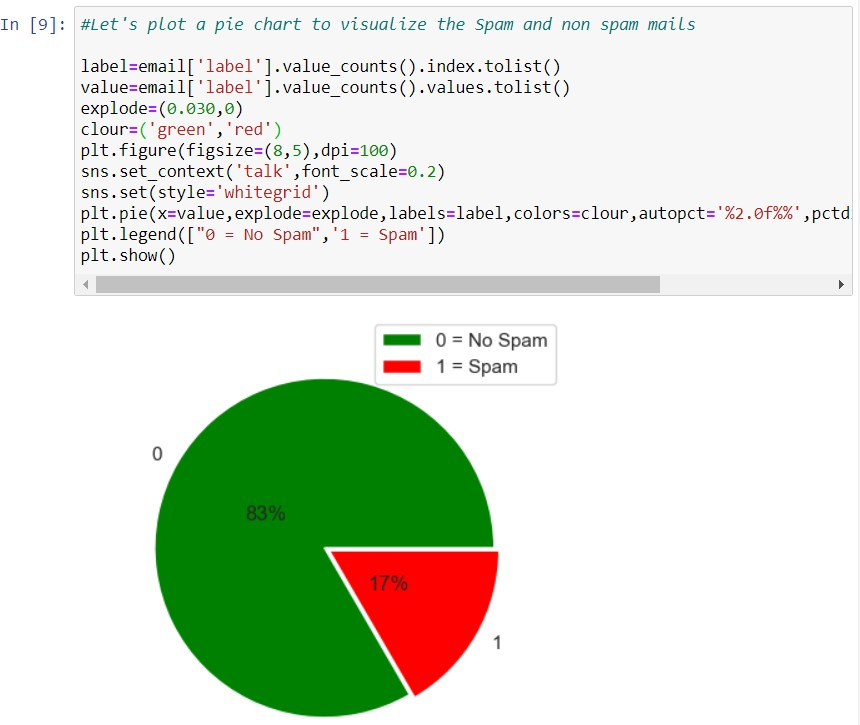 In [9]: #Let's plot a pie chart to visualize the Spam and non spam mails
label=email['label'].value_counts().index.tolist()
value=email['label'].value_counts().values.tolist()
explode=(0.030,0)
clour=('green','red')
plt.figure(figsize=(8,5),dpi=100)
sns.set_context('talk',font_scale=0.2)
sns.set(style='whitegrid')
plt.pie(x=value,explode=explode,labels=label,colors=clour,autopct='%2.0f%%',pctd
plt.legend(["0 = No Spam",'1 = Spam'])
plt.show()
0 = No Spam
1 = Spam
0
83%
17%
1